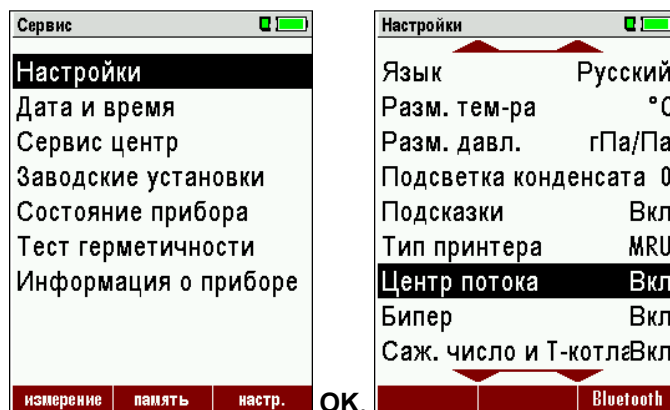 Сервис
Настройки
Дата и время
Сервис центр
Заводские установки
Состояние прибора
Тест герметичности
Информация о приборе
измерение память настр.
ОК.
Настройки
Язык Русский
Разм. тем-ра °C
Разм. давл. гПа/Па
Подсветка конденсата 0
Подсказки Вкл
Тип принтера MRU
Центр потока Вкл
Бипер Вкл
Саж. число и Т-котла Вкл
Bluetooth